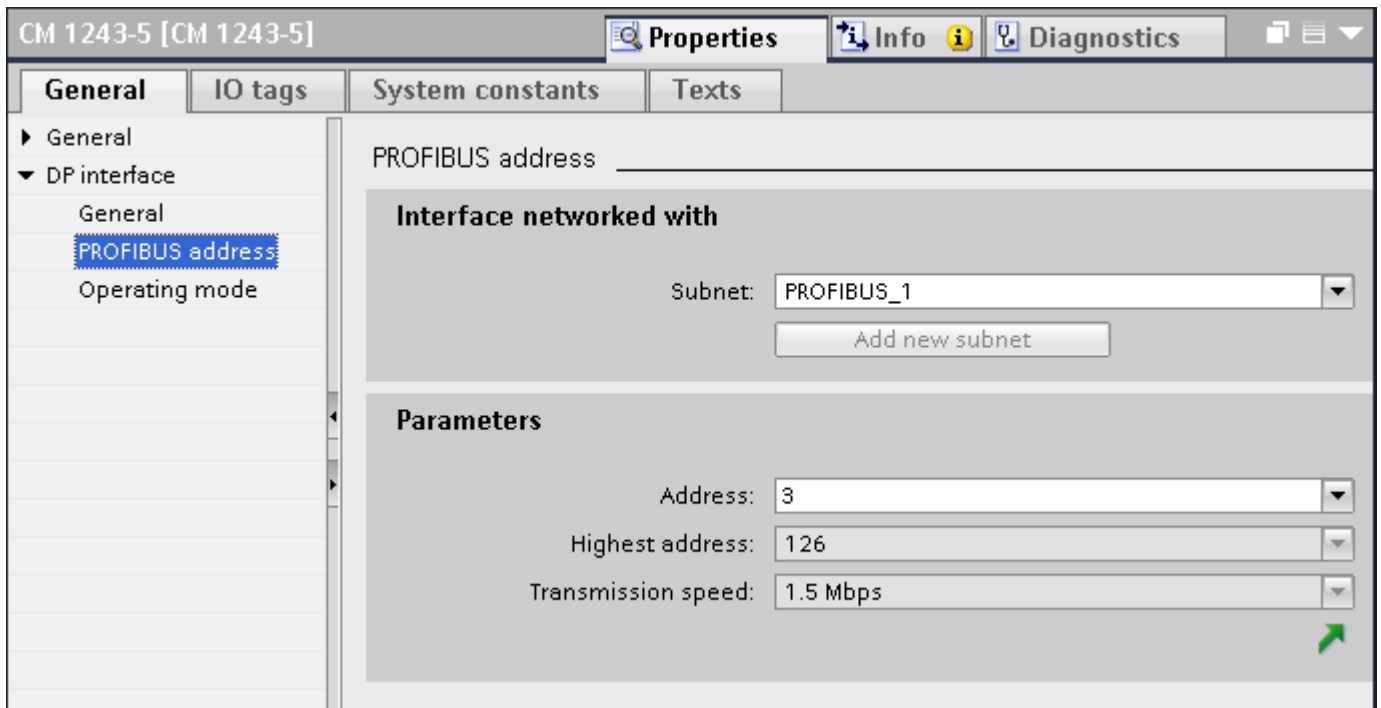 CM 1243-5 [CM 1243-5]
Properties
Info
Diagnostics
General
IO tags
System constants
Texts
General
DP interface
General
PROFIBUS address
Operating mode
PROFIBUS address
Interface networked with
Subnet: PROFIBUS_1
Add new subnet
Parameters
Address: 3
Highest address: 126
Transmission speed: 1.5 Mbps